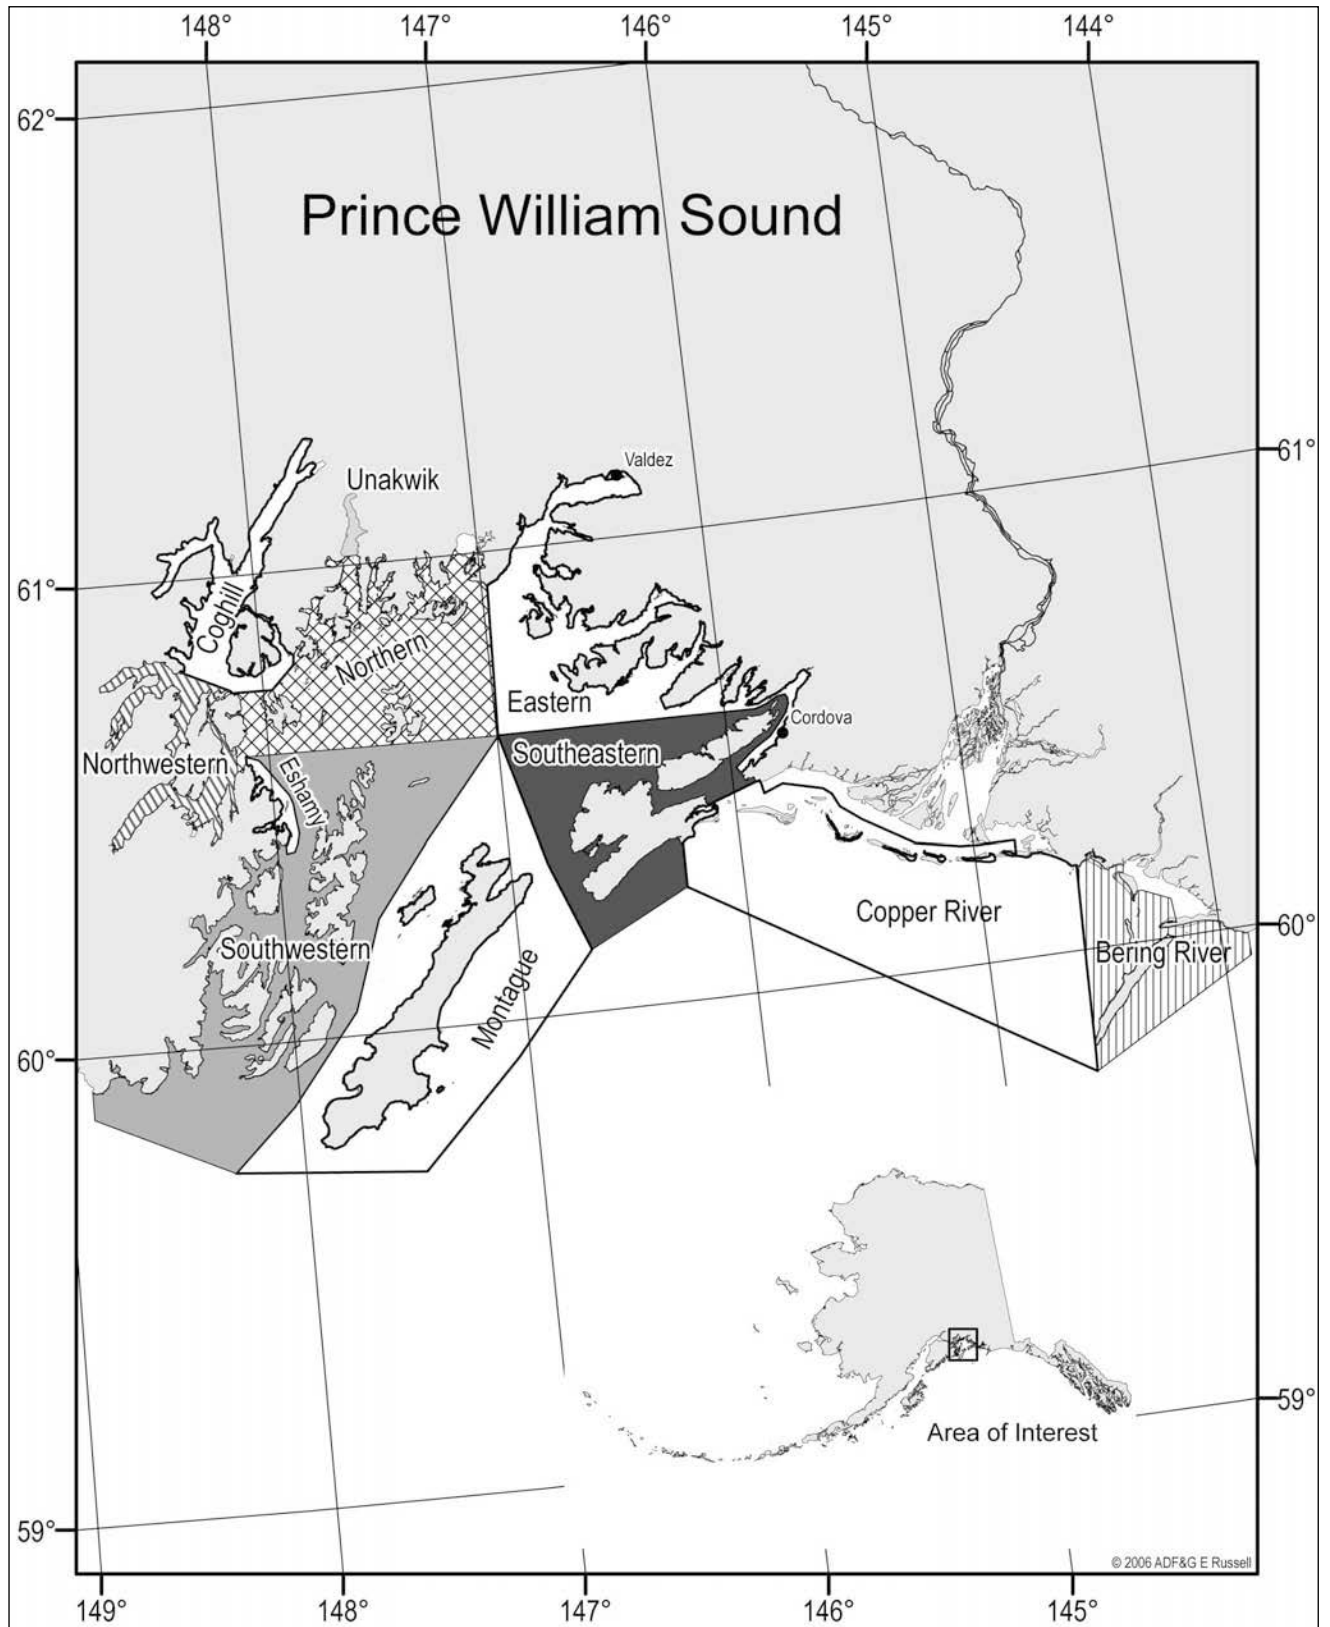 148° 147° 146° 145° 144°
62°
Prince William Sound
61°
Valdez
Unakwik
61°
Coghill
Northern
Eastern
Cordova
Southeastern
Northwestern
Eshamy
Copper River
60°
Southwestern
Bering River
Montague
60°
59°
Area of Interest
59°
© 2006 ADF&G E Russell
149° 148° 147° 146° 145°